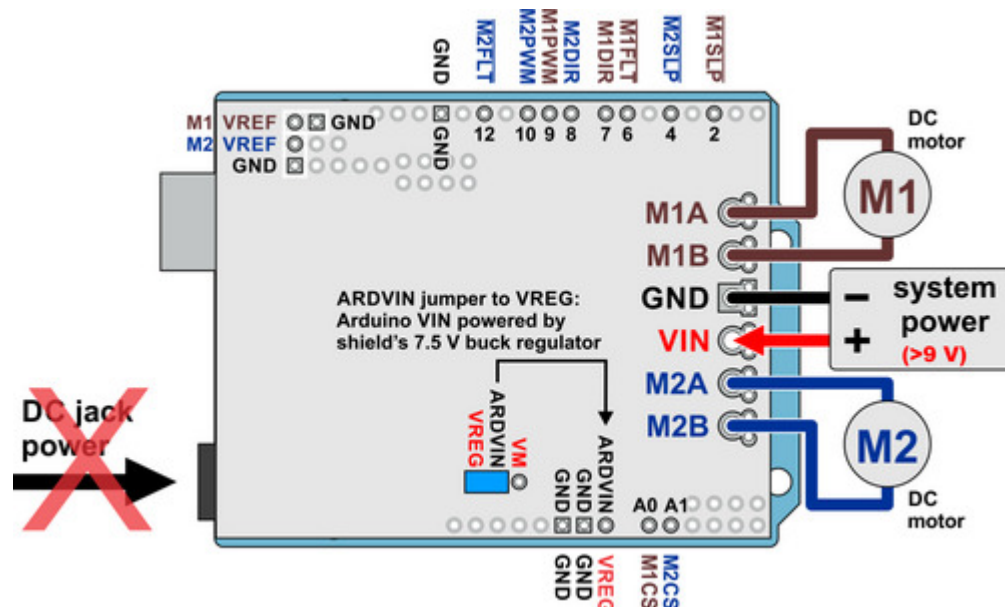 GND
M2FLT
M2PWM
M1PWM
M2DIR
M1DIR
M1FLT
M2SLP
M1SLP
M1 VREF
GND
M2 VREF
GND
GND
12
10
9
8
7
6
4
2
DC
motor
M1
M1A
M1B
GND
VIN
M2A
M2B
− system
power
+ (>9 V)
ARDVIN jumper to VREG:
Arduino VIN powered by
shield's 7.5 V buck regulator
DC jack
power
VREG
ARDVIN
VM
GND
GND
ARDVIN
A0 A1
M2
DC
motor
GND
GND
VREG
M1CS
M2CS